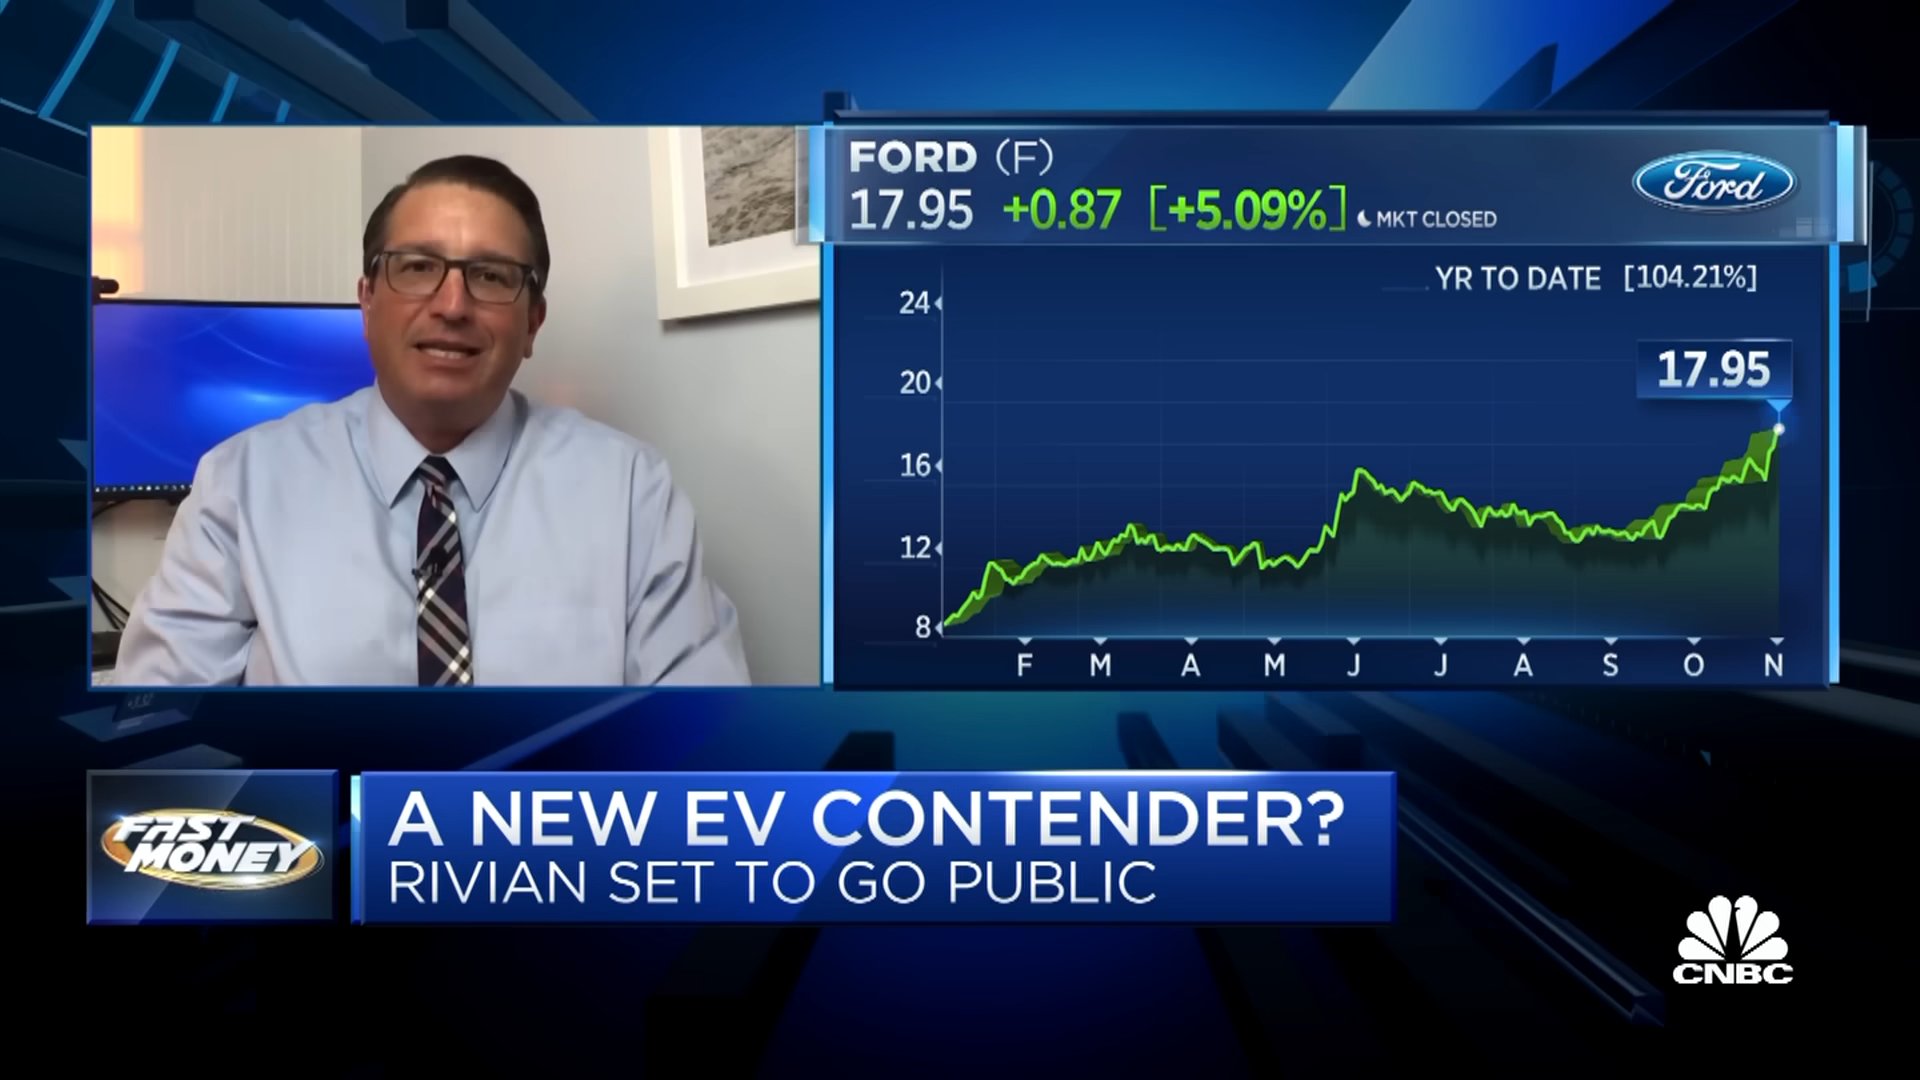 FORD (F)
17.95 +0.87 [+5.09%] MKT CLOSED
Ford
YR TO DATE [104.21%]
17.95
24
20
16
12
8
F M A M J J A S O N
FAST
MONEY
A NEW EV CONTENDER?
RIVIAN SET TO GO PUBLIC
CNBC